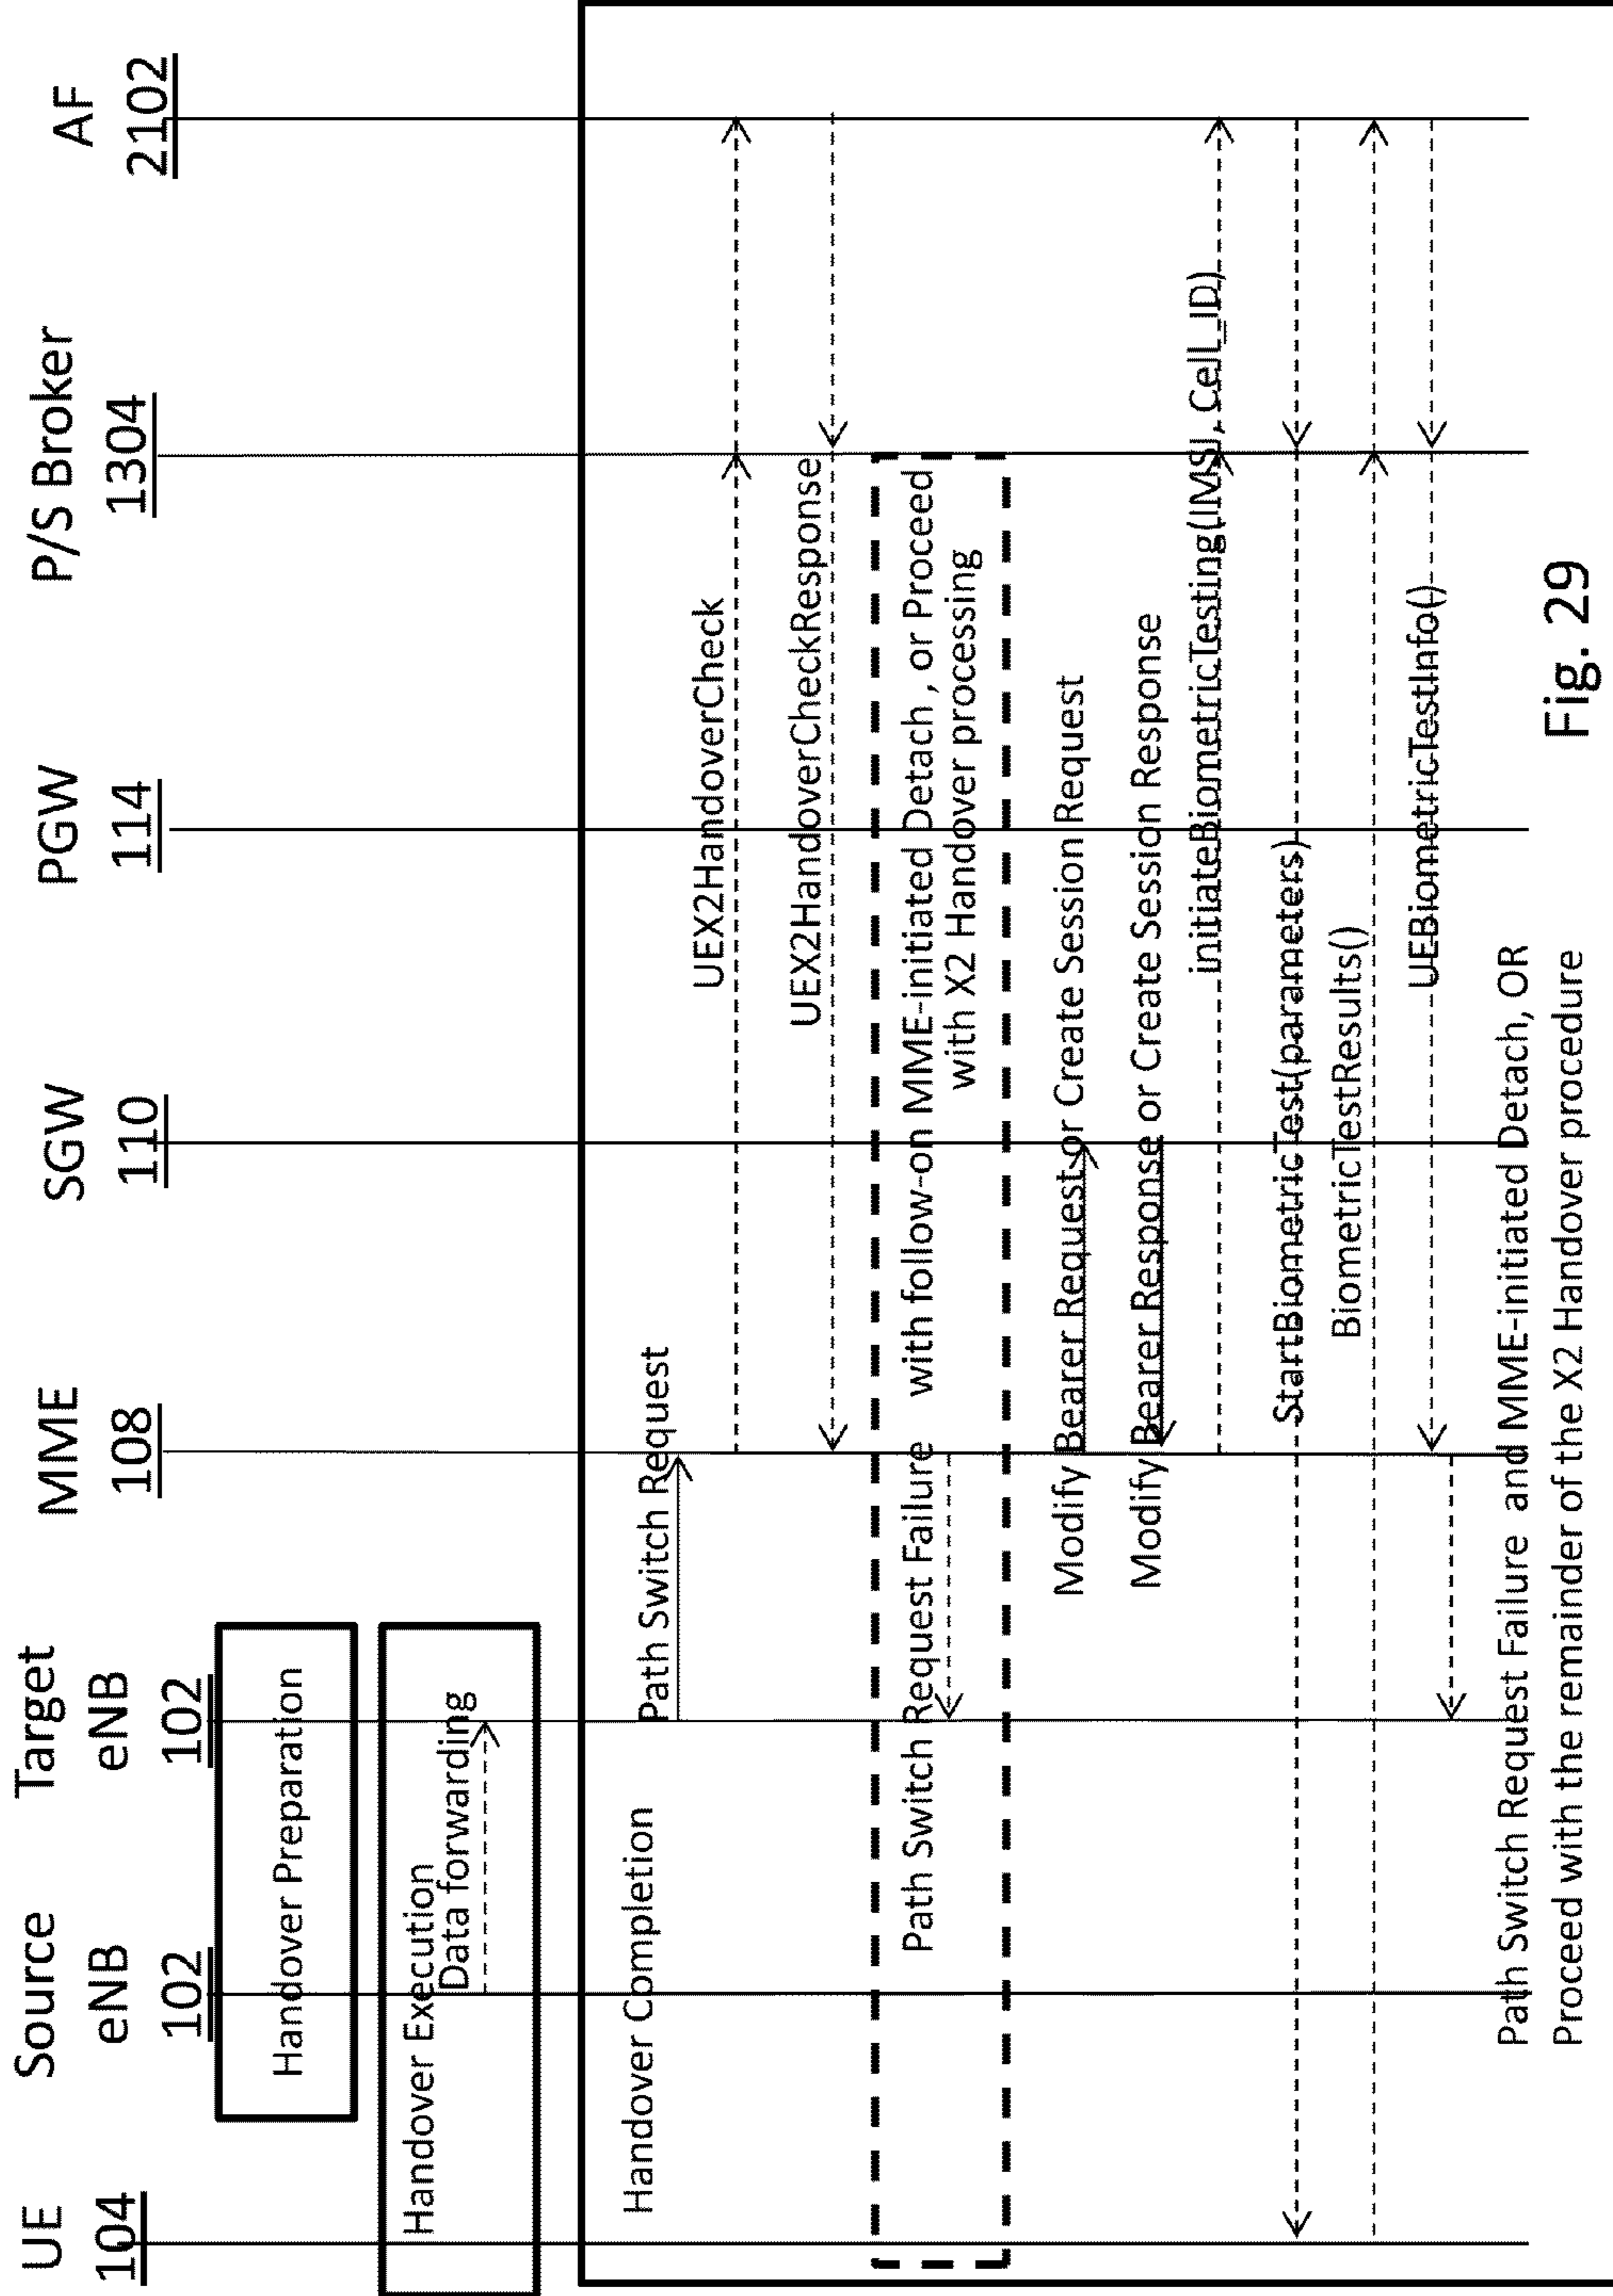 UE
104
Source
eNB
102
Target
eNB
102
MME
108
SGW
110
PGW
114
P/S Broker
1304
AF
2102
Handover Preparation
Handover Execution
Data forwarding
Handover Completion
Path Switch Request
UEX2HandoverCheck
UEX2HandoverCheckResponse
Path Switch Request Failure with follow-on MME-initiated Detach , or Proceed
with X2 Handover processing
Modify Bearer Request or Create Session Request
Modify Bearer Response or Create Session Response
initiateBiometricTesting(IMSI, Cell_ID)
StartBiometricTest(parameters)
BiometricTestResults()
UEBiometricTestInfo()
Path Switch Request Failure and MME-initiated Detach, OR
Proceed with the remainder of the X2 Handover procedure
Fig. 29